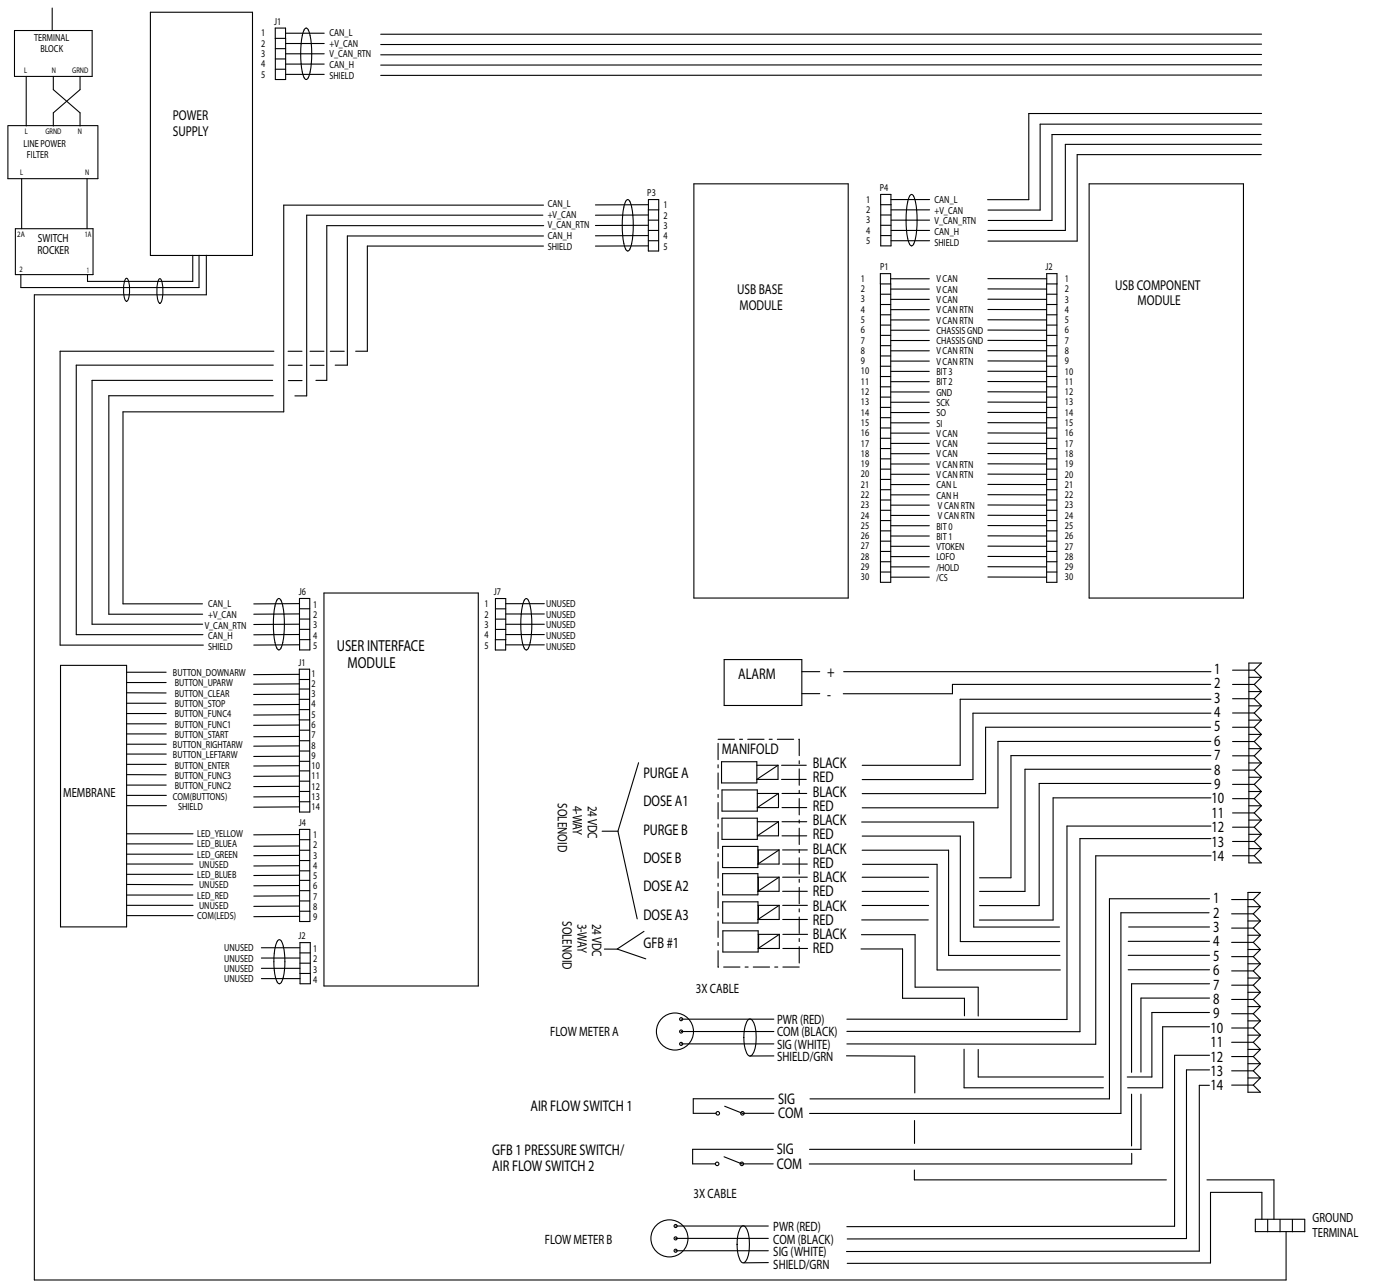 TERMINAL
BLOCK
L N GRND
L GRND N
LINE POWER
FILTER
L N
2A 1A
SWITCH
ROCKER
2 1
POWER
SUPPLY
J1
1 CAN_L
2 +V_CAN
3 V_CAN_RTN
4 CAN_H
5 SHIELD
P3
CAN_L 1
+V_CAN 2
V_CAN_RTN 3
CAN_H 4
SHIELD 5
USB BASE
MODULE
P4
1 CAN_L
2 +V_CAN
3 V_CAN_RTN
4 CAN_H
5 SHIELD
USB COMPONENT
MODULE
P1 J2
1 V CAN 1
2 V CAN 2
3 V CAN 3
4 V CAN RTN 4
5 V CAN RTN 5
6 CHASSIS GND 6
7 CHASSIS GND 7
8 V CAN RTN 8
9 V CAN RTN 9
10 BIT 3 10
11 BIT 2 11
12 GND 12
13 SCK 13
14 SO 14
15 SI 15
16 V CAN 16
17 V CAN 17
18 V CAN 18
19 V CAN RTN 19
20 V CAN RTN 20
21 CAN L 21
22 CAN H 22
23 V CAN RTN 23
24 V CAN RTN 24
25 BIT 0 25
26 BIT 1 26
27 VTOKEN 27
28 LOFO 28
29 /HOLD 29
30 /CS 30
J6
CAN_L 1
+V_CAN 2
V_CAN_RTN 3
CAN_H 4
SHIELD 5
USER INTERFACE
MODULE
J7
1 UNUSED
2 UNUSED
3 UNUSED
4 UNUSED
5 UNUSED
MEMBRANE
J1
BUTTON_DOWNARW 1
BUTTON_UPARW 2
BUTTON_CLEAR 3
BUTTON_STOP 4
BUTTON_FUNC4 5
BUTTON_FUNC1 6
BUTTON_START 7
BUTTON_RIGHTARW 8
BUTTON_LEFTARW 9
BUTTON_ENTER 10
BUTTON_FUNC3 11
BUTTON_FUNC2 12
COM(BUTTONS) 13
SHIELD 14
J4
LED_YELLOW 1
LED_BLUEA 2
LED_GREEN 3
UNUSED 4
LED_BLUEB 5
UNUSED 6
LED_RED 7
UNUSED 8
COM(LEDS) 9
J2
UNUSED 1
UNUSED 2
UNUSED 3
UNUSED 4
ALARM
+
-
MANIFOLD
24 VDC
4-WAY
SOLENOID
PURGE A BLACK
RED
DOSE A1 BLACK
RED
PURGE B BLACK
RED
DOSE B BLACK
RED
DOSE A2 BLACK
RED
DOSE A3 BLACK
RED
24 VDC
3-WAY
SOLENOID
GFB #1 BLACK
RED
1
2
3
4
5
6
7
8
9
10
11
12
13
14
1
2
3
4
5
6
7
8
9
10
11
12
13
14
3X CABLE
FLOW METER A
PWR (RED)
COM (BLACK)
SIG (WHITE)
SHIELD/GRN
AIR FLOW SWITCH 1
SIG
COM
GFB 1 PRESSURE SWITCH/
AIR FLOW SWITCH 2
SIG
COM
3X CABLE
FLOW METER B
PWR (RED)
COM (BLACK)
SIG (WHITE)
SHIELD/GRN
GROUND
TERMINAL